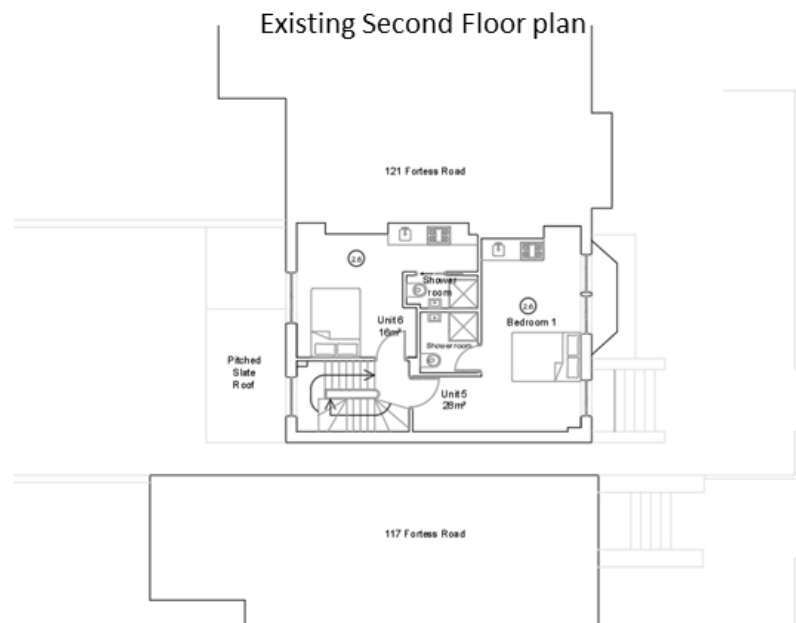 Existing Second Floor plan
121 Fortess Road
2.6
Shower
room
2.6
Unit 6
16m²
Bedroom 1
Shower room
Pitched
Slate
Roof
Unit 5
28m²
117 Fortess Road